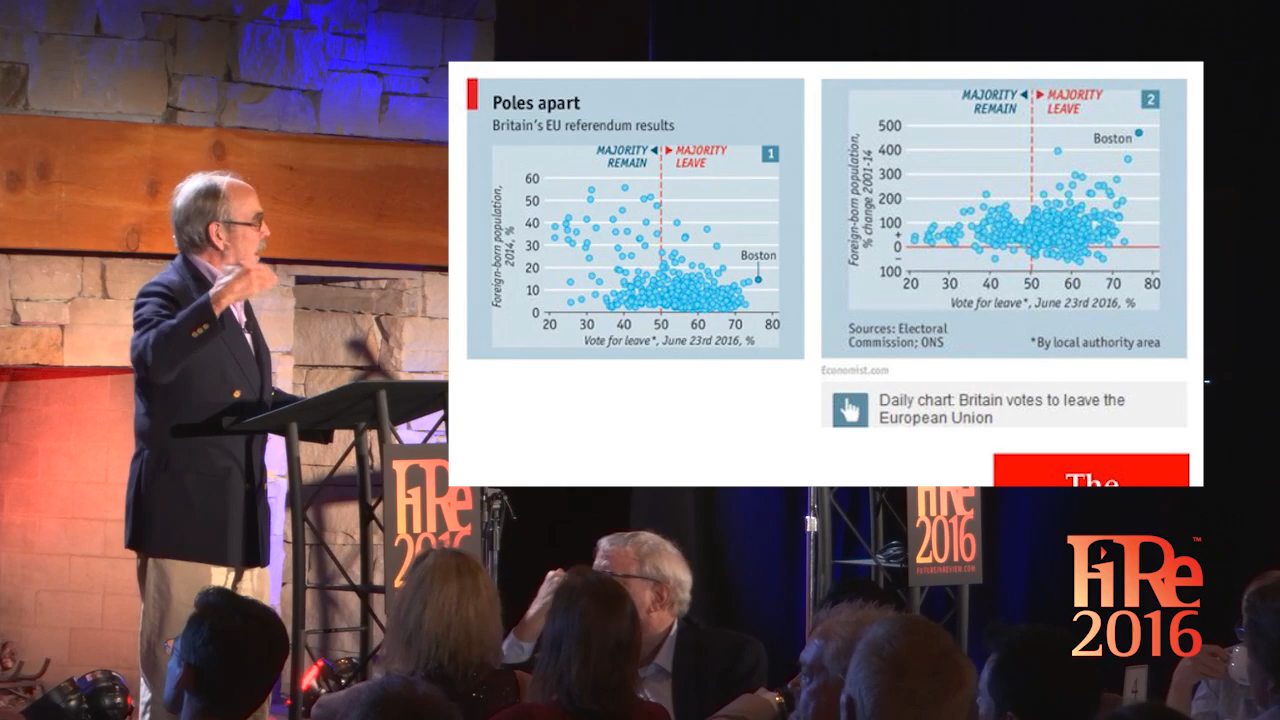 Poles apart
Britain's EU referendum results
MAJORITY REMAIN ◄ ► MAJORITY LEAVE
1
Foreign-born population, 2014, %
60
50
40
30
20
10
0
Boston
20 30 40 50 60 70 80
Vote for leave*, June 23rd 2016, %
MAJORITY REMAIN ◄ ► MAJORITY LEAVE
2
Foreign-born population, % change 2001-14
500
400
300
200
100
+
0
–
100
Boston
20 30 40 50 60 70 80
Vote for leave*, June 23rd 2016, %
Sources: Electoral
Commission; ONS
*By local authority area
Economist.com
Daily chart: Britain votes to leave the
European Union
The
FiRe
2016
FiRe
2016
FUTUREINREVIEW.COM
FiRe™
2016